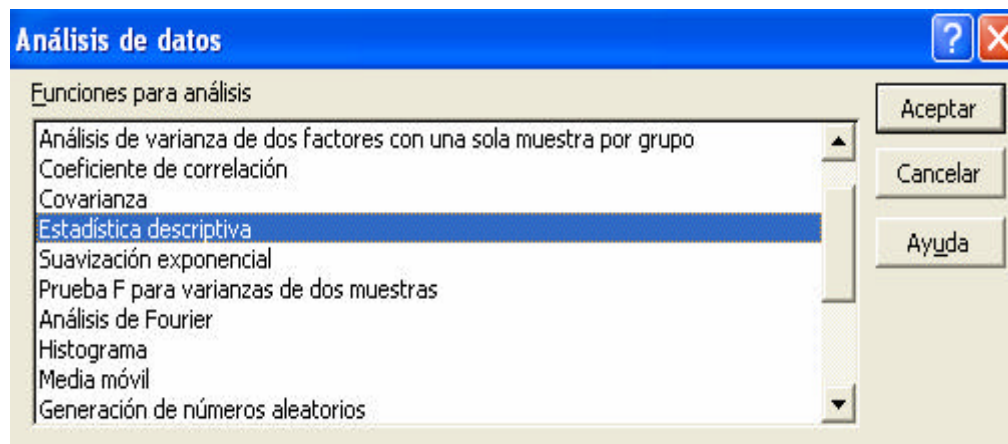 Análisis de datos
Funciones para análisis
Análisis de varianza de dos factores con una sola muestra por grupo
Coeficiente de correlación
Covarianza
Estadística descriptiva
Suavización exponencial
Prueba F para varianzas de dos muestras
Análisis de Fourier
Histograma
Media móvil
Generación de números aleatorios
Aceptar
Cancelar
Ayuda